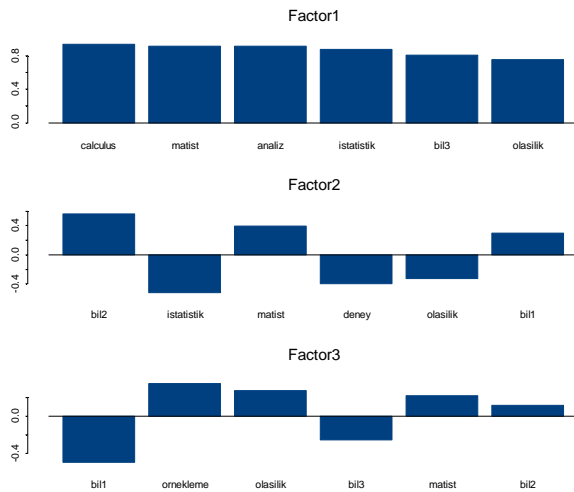 Factor1
0.8
0.4
0.0
calculus matist analiz istatistik bil3 olasilik
Factor2
0.4
0.0
-0.4
bil2 istatistik matist deney olasilik bil1
Factor3
0.0
-0.4
bil1 ornekleme olasilik bil3 matist bil2